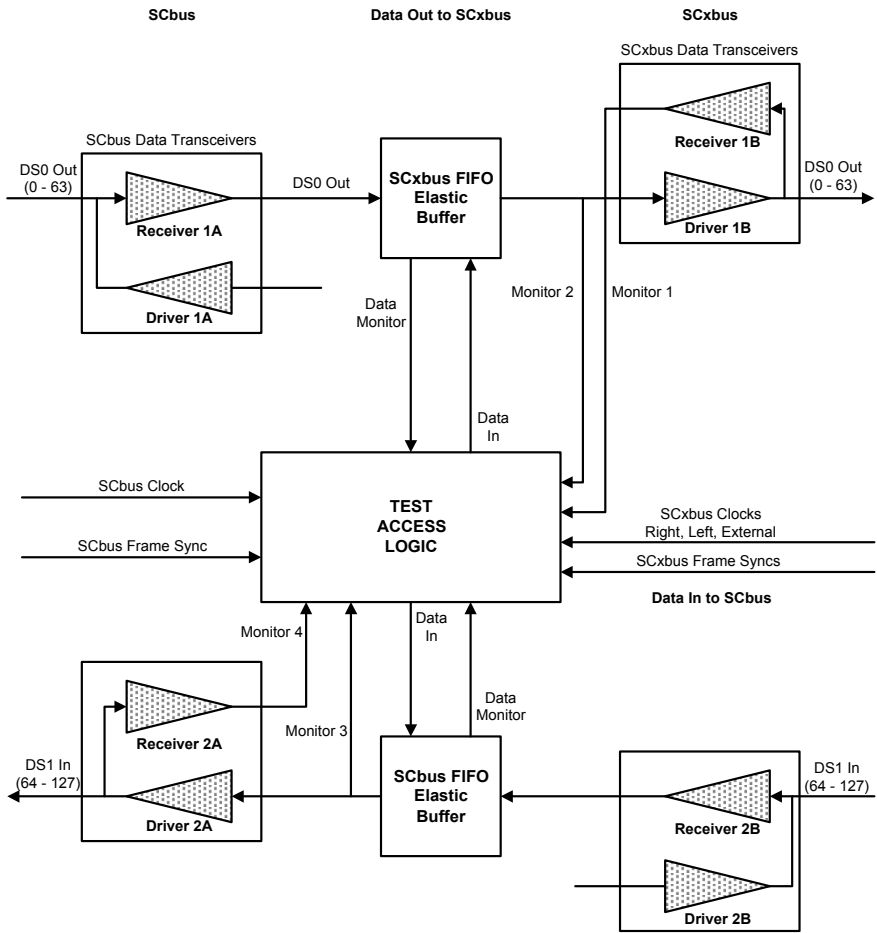 SCbus
Data Out to SCxbus
SCxbus
SCxbus Data Transceivers
Receiver 1B
SCbus Data Transceivers
DS0 Out
(0 - 63)
DS0 Out
SCxbus FIFO
Elastic
Buffer
DS0 Out
(0 - 63)
Receiver 1A
Driver 1B
Driver 1A
Data
Monitor
Monitor 2
Monitor 1
Data
In
SCbus Clock
SCbus Frame Sync
TEST
ACCESS
LOGIC
SCxbus Clocks
Right, Left, External
SCxbus Frame Syncs
Data In to SCbus
Monitor 4
Data
In
Data
Monitor
Monitor 3
Receiver 2A
DS1 In
(64 - 127)
Driver 2A
SCbus FIFO
Elastic
Buffer
DS1 In
(64 - 127)
Receiver 2B
Driver 2B